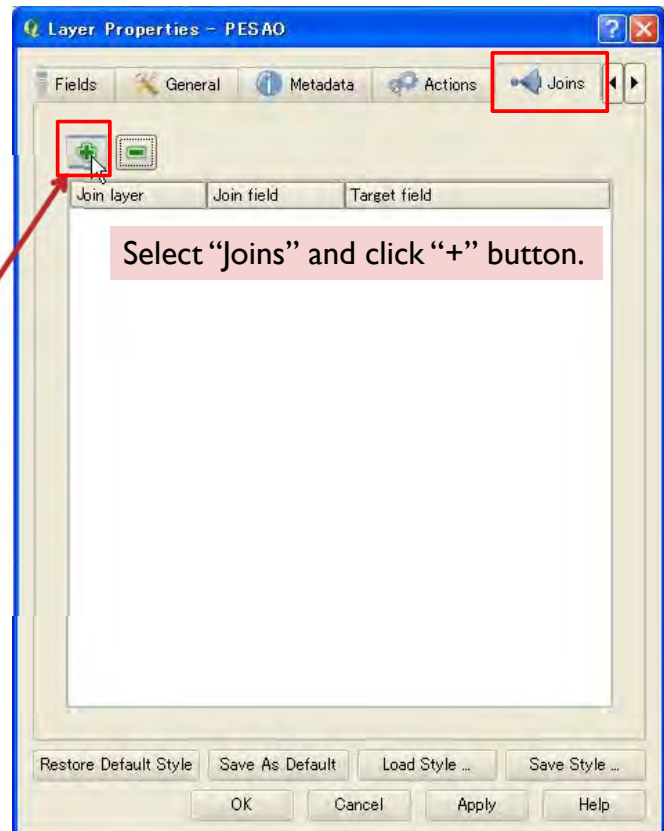 Layer Properties - PESAO
Fields General Metadata Actions Joins
Join layer Join field Target field
Select “Joins” and click “+” button.
Restore Default Style Save As Default Load Style ... Save Style ...
OK Cancel Apply Help